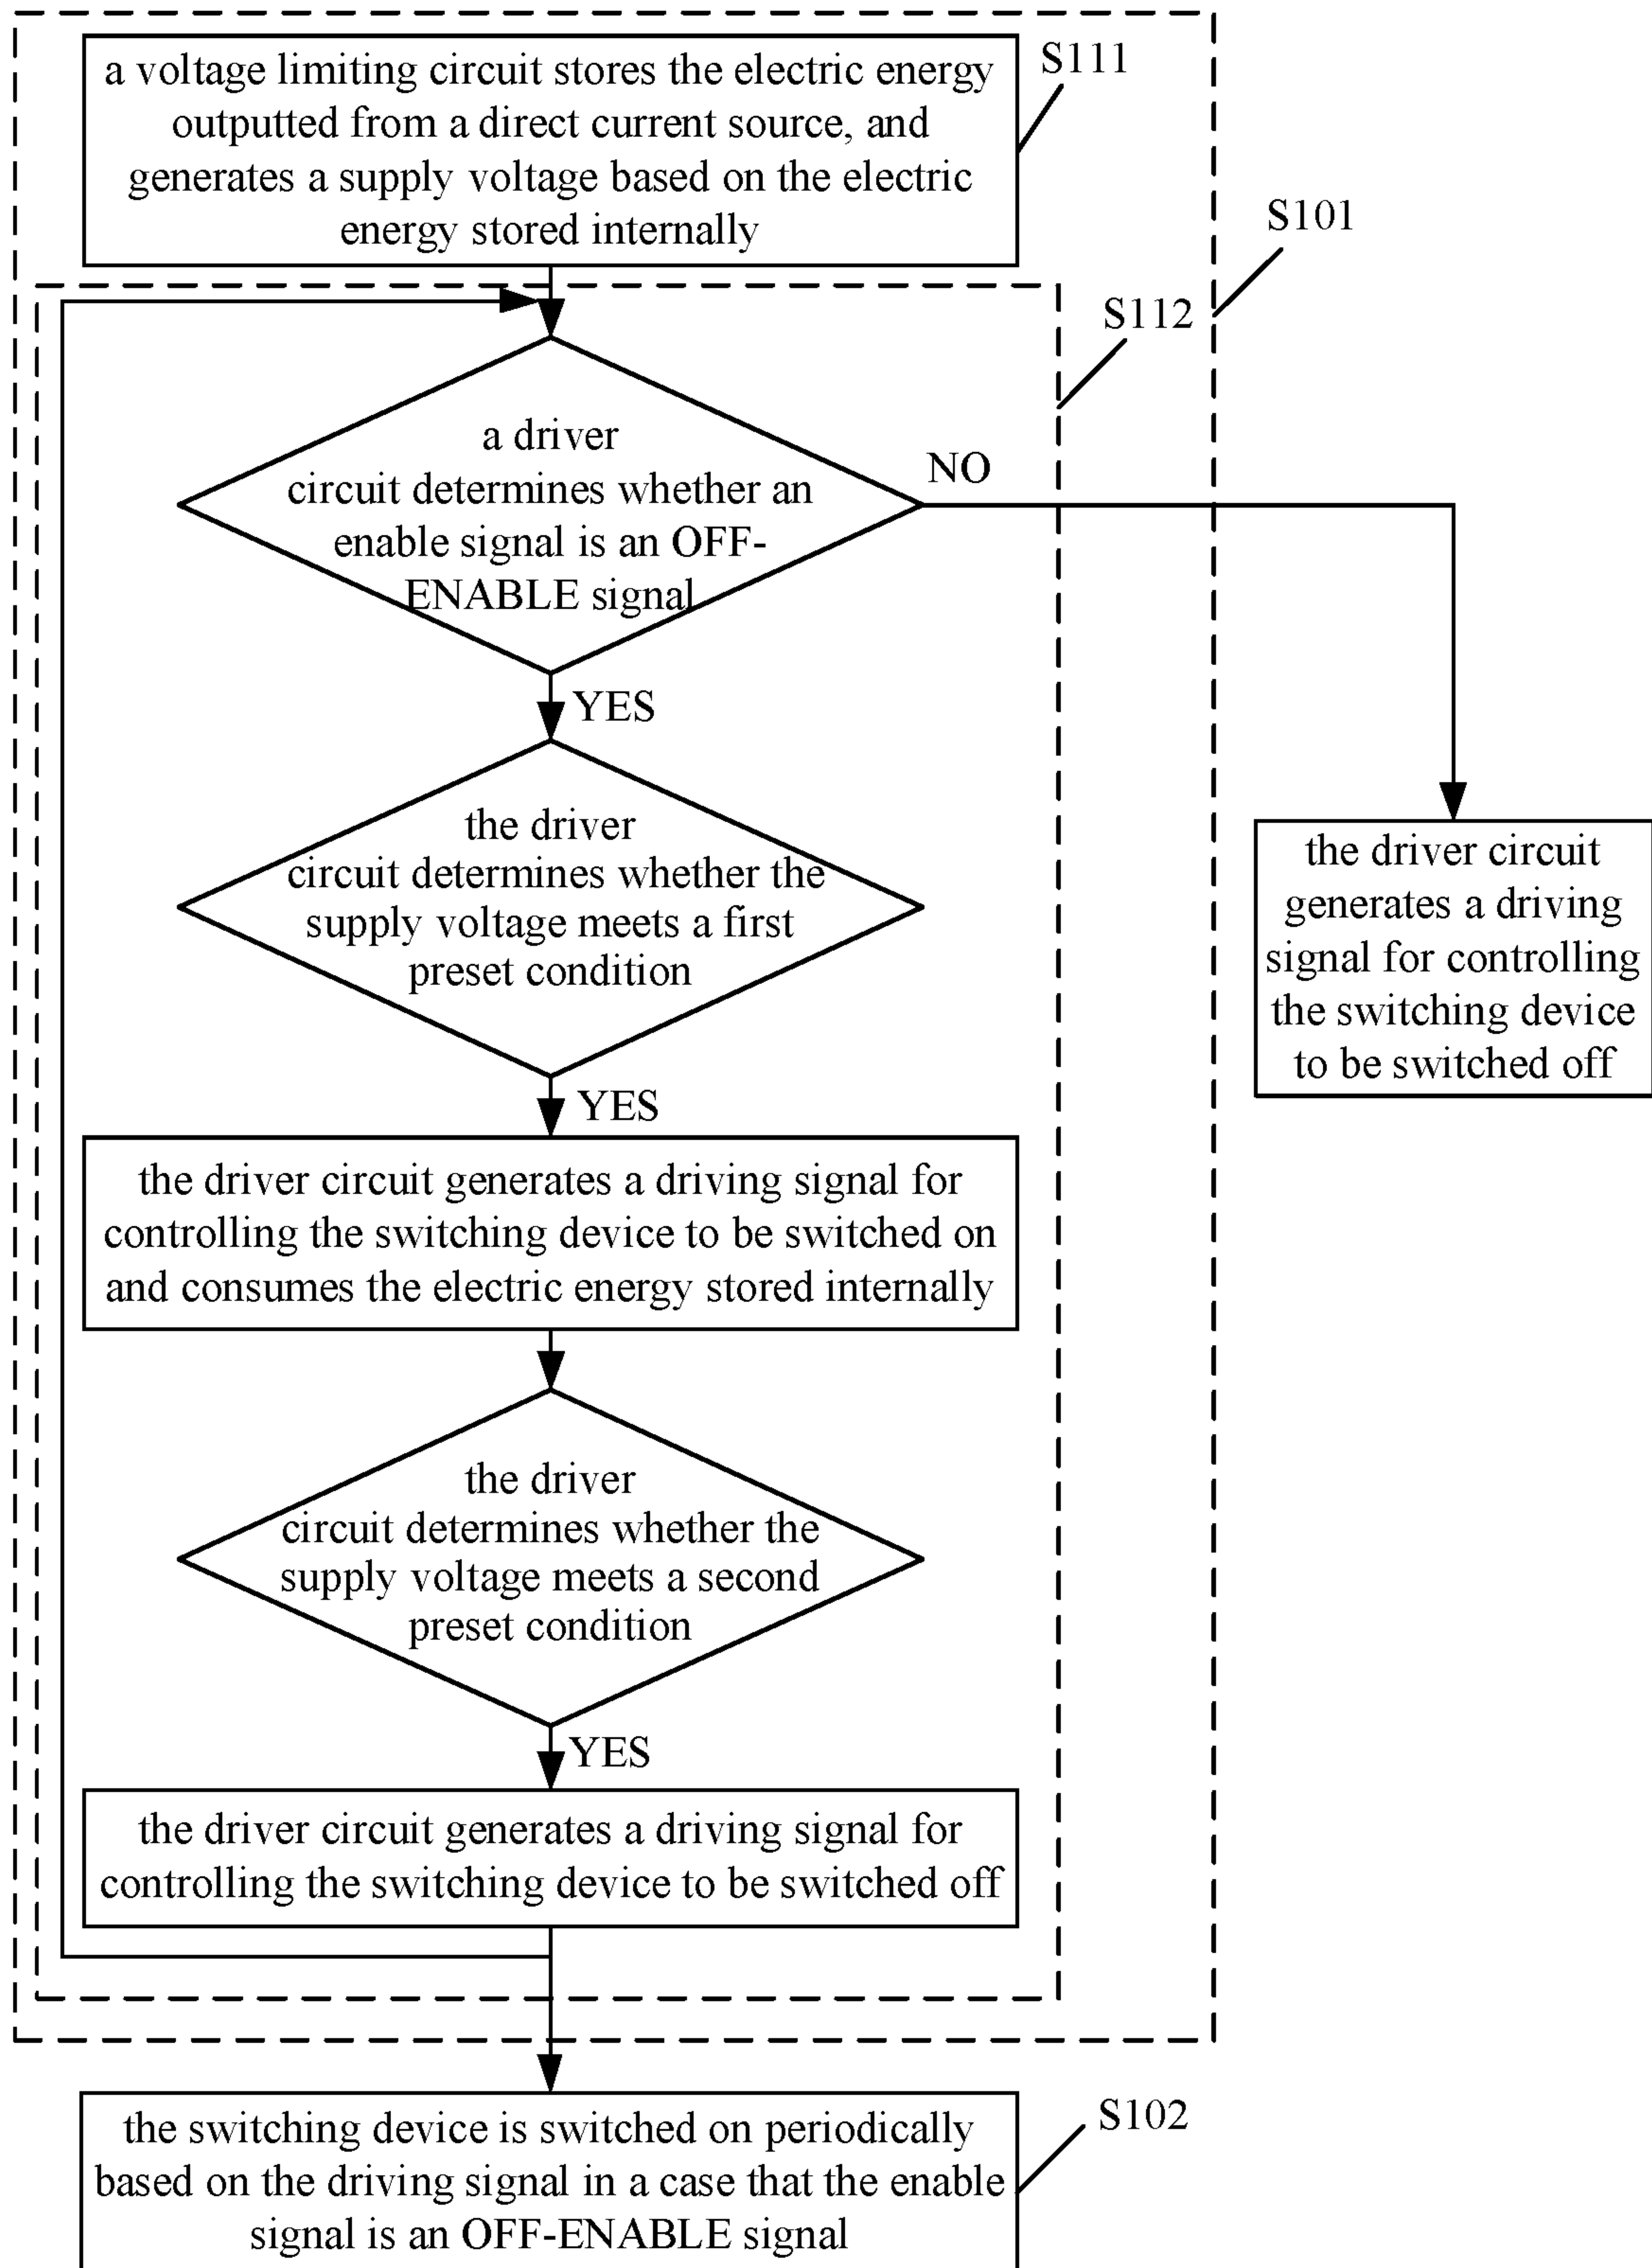 a voltage limiting circuit stores the electric energy
outputted from a direct current source, and
generates a supply voltage based on the electric
energy stored internally
S111
S101
S112
a driver
circuit determines whether an
enable signal is an OFF-
ENABLE signal
NO
YES
the driver
circuit determines whether the
supply voltage meets a first
preset condition
the driver circuit
generates a driving
signal for controlling
the switching device
to be switched off
YES
the driver circuit generates a driving signal for
controlling the switching device to be switched on
and consumes the electric energy stored internally
the driver
circuit determines whether the
supply voltage meets a second
preset condition
YES
the driver circuit generates a driving signal for
controlling the switching device to be switched off
the switching device is switched on periodically
based on the driving signal in a case that the enable
signal is an OFF-ENABLE signal
S102